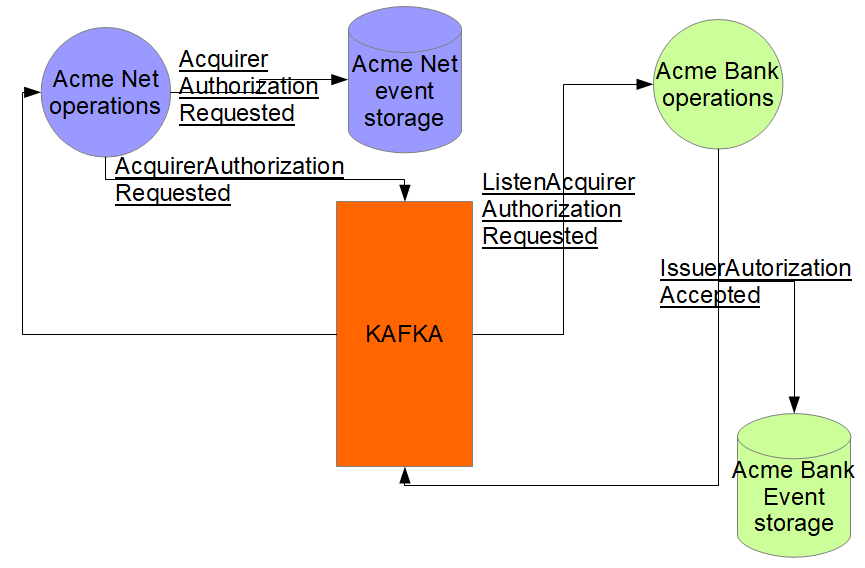 Acme Net
operations
Acquirer
Authorization
Requested
Acme Net
event
storage
Acme Bank
operations
AcquirerAuthorization
Requested
ListenAcquirer
Authorization
Requested
IssuerAutorization
Accepted
KAFKA
Acme Bank
Event
storage